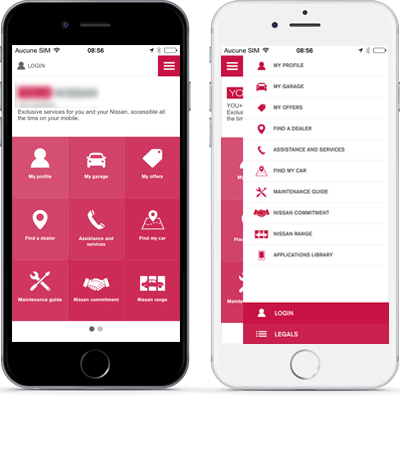 Aucune SIM 08:56
LOGIN
Exclusive services for you and your Nissan, accessible all
the time on your mobile.
My profile
My garage
My offers
Find a dealer
Assistance and
services
Find my car
Maintenance guide
Nissan commitment
Nissan range
Aucune SIM 08:56
YO
YOU+
Exclus
the tim
My
Find
Mainten
MY PROFILE
MY GARAGE
MY OFFERS
FIND A DEALER
ASSISTANCE AND SERVICES
FIND MY CAR
MAINTENANCE GUIDE
NISSAN COMMITMENT
NISSAN RANGE
APPLICATIONS LIBRARY
LOGIN
LEGALS